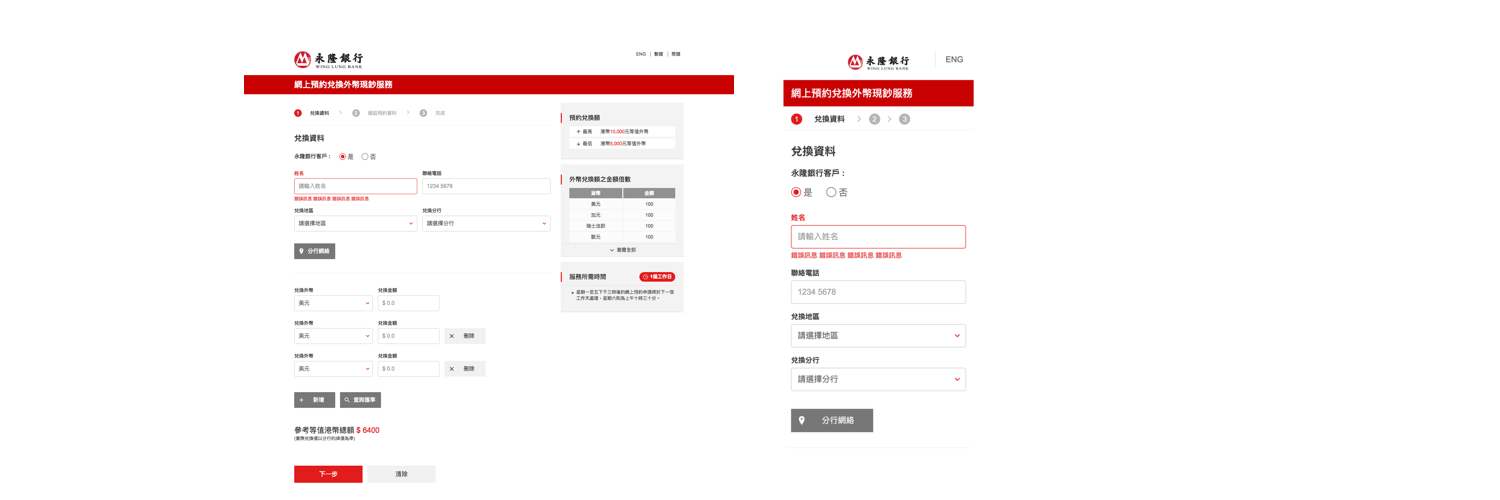 永隆銀行
WING LUNG BANK
ENG | 繁體 | 簡體
網上預約兌換外幣現鈔服務
1 兌換資料 2 確認預約資料 3 完成
兌換資料
永隆銀行客戶： 是 否
姓名 聯絡電話
請輸入姓名 1234 5678
錯誤訊息 錯誤訊息 錯誤訊息 錯誤訊息
兌換地區 兌換分行
請選擇地區 請選擇分行
分行網絡
兌換外幣 兌換金額
美元 $ 0.0
兌換外幣 兌換金額
美元 $ 0.0 刪除
兌換外幣 兌換金額
美元 $ 0.0 刪除
新增 查詢匯率
參考等值港幣總額 $ 6400
(實際兌換需以分行的牌價為準)
下一步 清除
預約兌換額
最高 港幣10,000元等值外幣
最低 港幣5,000元等值外幣
外幣兌換額之金額倍數
貨幣 金額
美元 100
加元 100
瑞士法郎 100
歐元 100
展覽全部
服務所需時間 1個工作日
星期一至五下午三時後的網上預約申請將於下一個
工作天處理，星期六則為上午十時三十分。
永隆銀行
WING LUNG BANK
ENG
網上預約兌換外幣現鈔服務
1 兌換資料 2 3
兌換資料
永隆銀行客戶：
是 否
姓名
請輸入姓名
錯誤訊息 錯誤訊息 錯誤訊息 錯誤訊息
聯絡電話
1234 5678
兌換地區
請選擇地區
兌換分行
請選擇分行
分行網絡